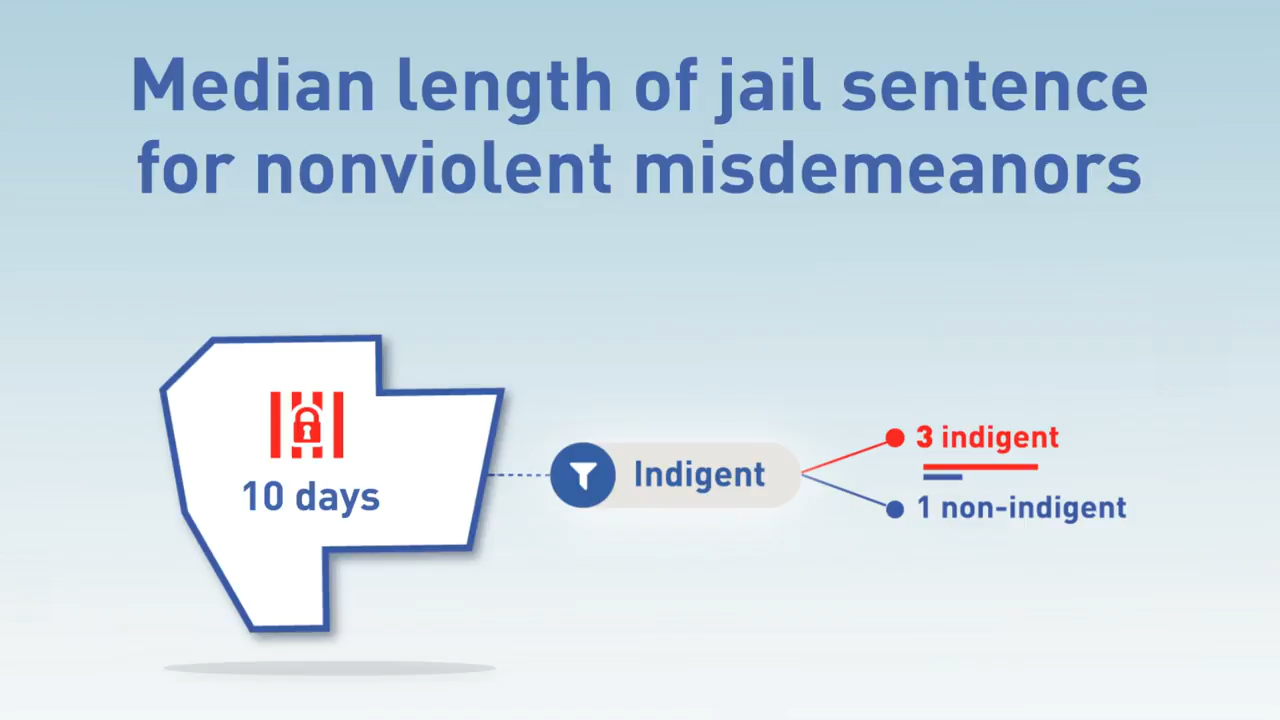 Median length of jail sentence
for nonviolent misdemeanors
10 days
Indigent
3 indigent
1 non-indigent